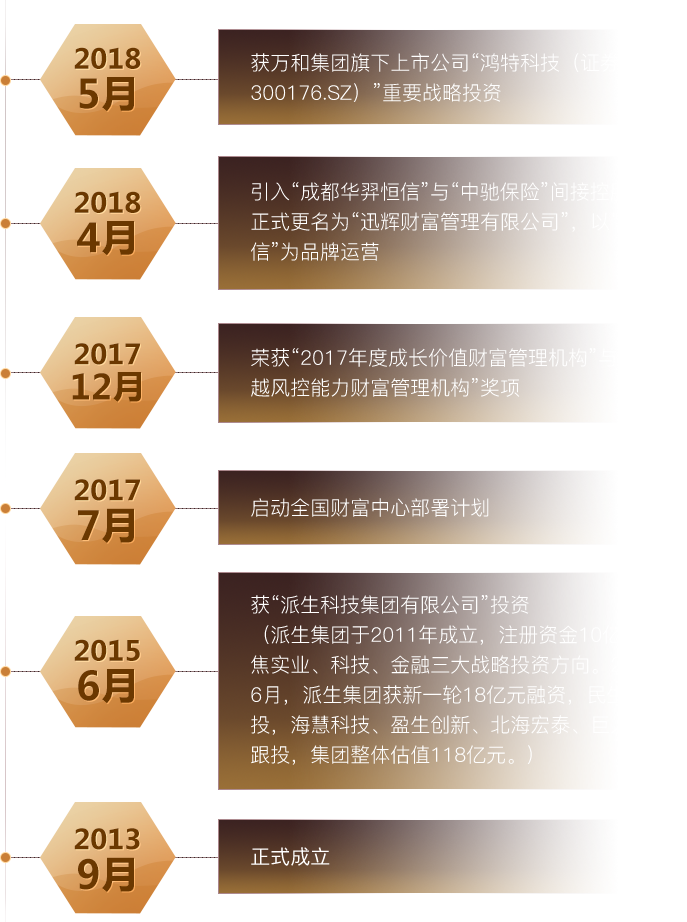 2018
5月
获万和集团旗下上市公司“鸿特科技（证券
300176.SZ）”重要战略投资
2018
4月
引入“成都华羿恒信”与“中驰保险”间接控
正式更名为“迅辉财富管理有限公司”，以
信”为品牌运营
2017
12月
荣获“2017年度成长价值财富管理机构”
越风控能力财富管理机构”奖项
2017
7月
启动全国财富中心部署计划
2015
6月
获“派生科技集团有限公司”投资
（派生集团于2011年成立，注册资金10
焦实业、科技、金融三大战略投资方向。
6月，派生集团获新一轮18亿元融资，民
投，海慧科技、盈生创新、北海宏泰、
跟投，集团整体估值118亿元。）
2013
9月
正式成立